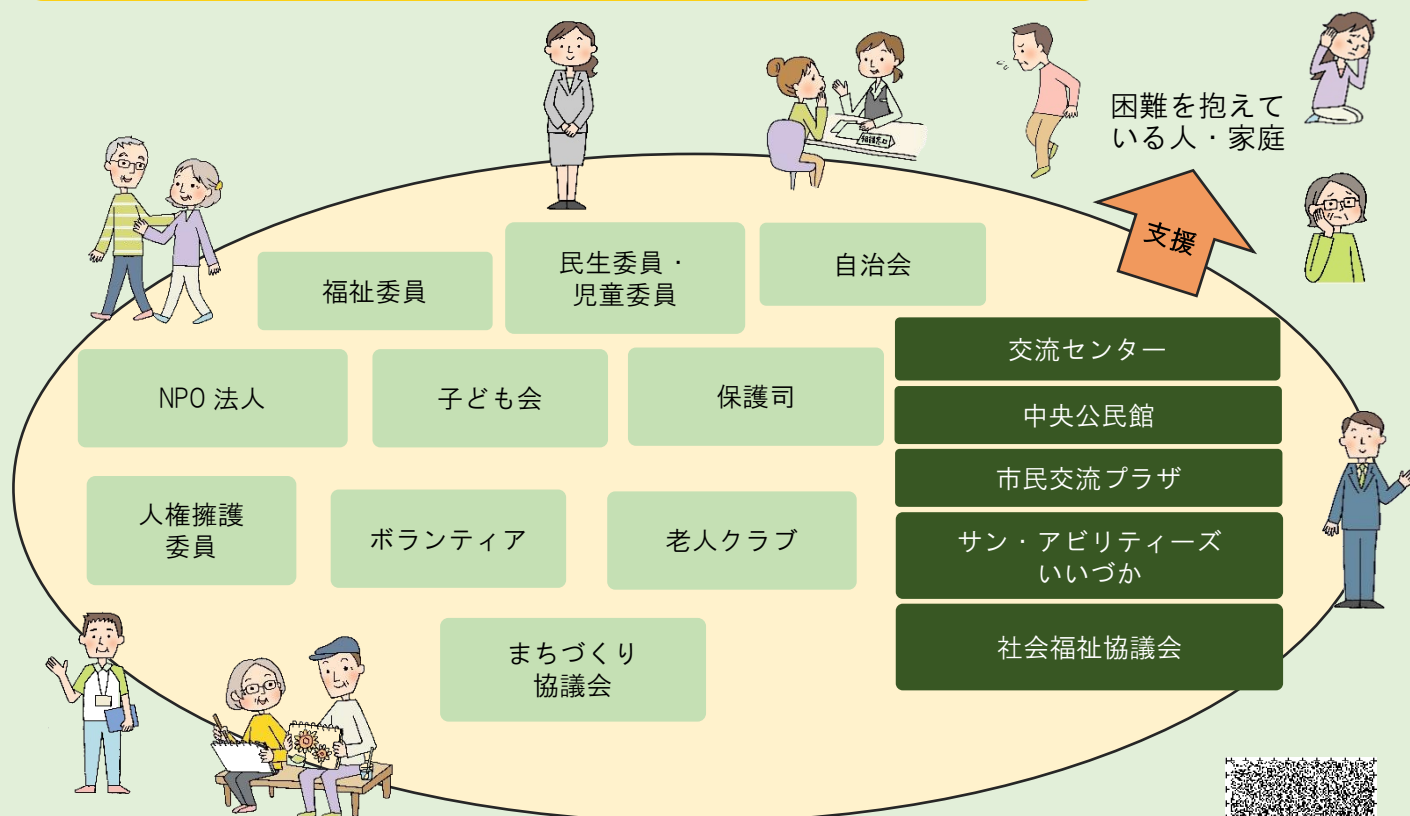 困難を抱えて
いる人・家庭
支援
福祉委員
民生委員・
児童委員
自治会
NPO 法人
子ども会
保護司
人権擁護
委員
ボランティア
老人クラブ
まちづくり
協議会
交流センター
中央公民館
市民交流プラザ
サン・アビリティーズ
いいづか
社会福祉協議会